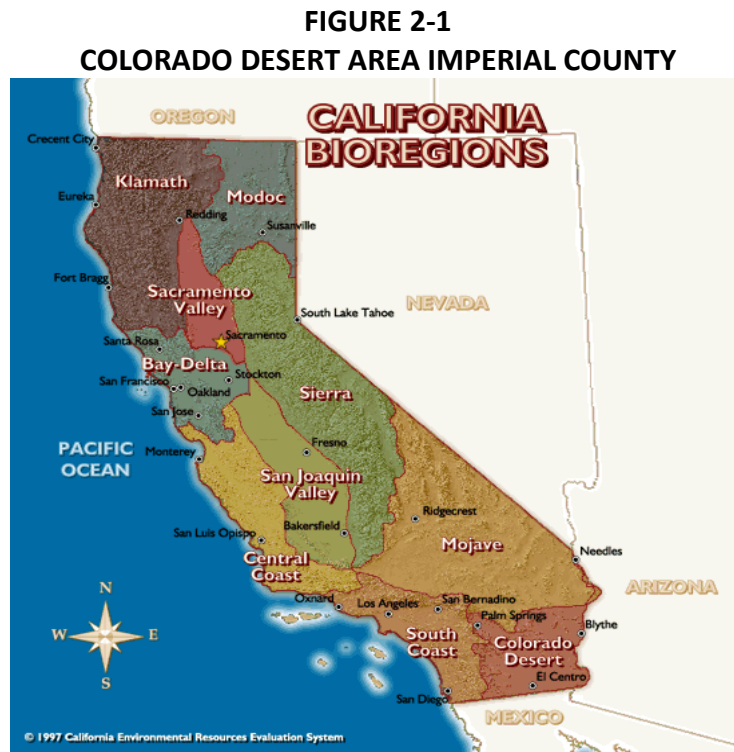 FIGURE 2-1
COLORADO DESERT AREA IMPERIAL COUNTY
OREGON
CALIFORNIA
BIOREGIONS
Crecent City
Klamath
Modoc
Eureka
Redding
Susanville
Fort Bragg
Sacramento
Valley
NEVADA
South Lake Tahoe
Santa Rosa
Sacramento
Bay-Delta
Stockton
San Francisco
Oakland
Sierra
San Jose
PACIFIC
OCEAN
Monterey
Fresno
San Joaquin
Valley
Ridgecrest
San Luis Opispo
Bakersfield
Mojave
Central
Coast
Needles
ARIZONA
Oxnard
Los Angeles
San Bernadino
Palm Springs
Blythe
South
Coast
Colorado
Desert
El Centro
San Diego
MEXICO
N
W
E
S
© 1997 California Environmental Resources Evaluation System